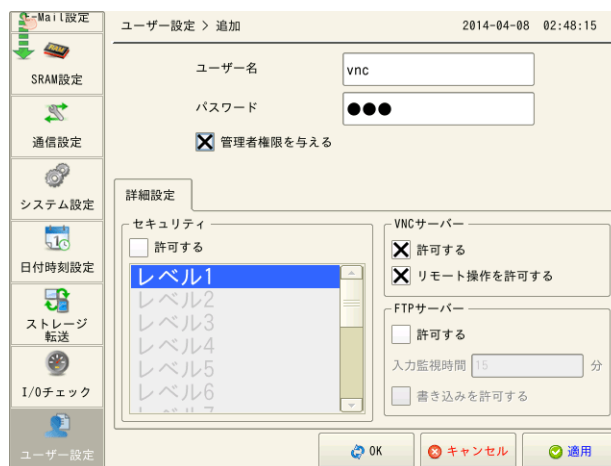 E-Mail設定
SRAM設定
通信設定
システム設定
日付時刻設定
ストレージ
転送
I/Oチェック
ユーザー設定
ユーザー設定 > 追加 2014-04-08 02:48:15
ユーザー名 vnc
パスワード ●●●
管理者権限を与える
詳細設定
セキュリティ
許可する
レベル1
レベル2
レベル3
レベル4
レベル5
レベル6
レベル7
VNCサーバー
許可する
リモート操作を許可する
FTPサーバー
許可する
入力監視時間 15 分
書き込みを許可する
OK キャンセル 適用